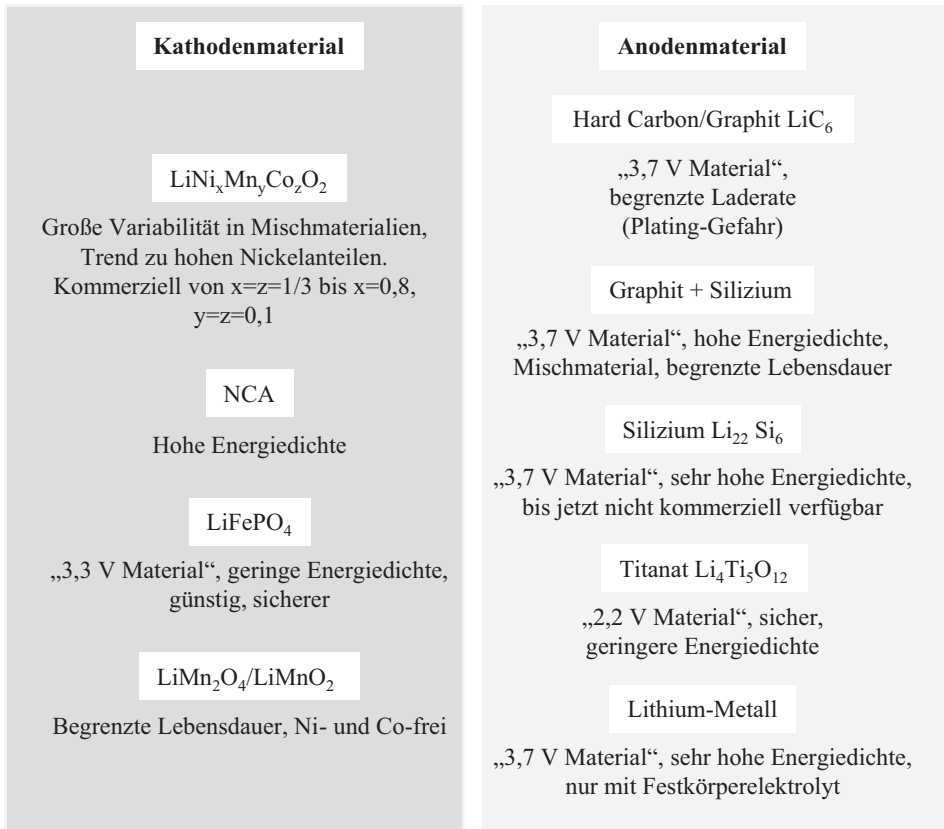 Kathodenmaterial
LiNiₓMnᵧCo_zO₂
Große Variabilität in Mischmaterialien,
Trend zu hohen Nickelanteilen.
Kommerziell von x=z=1/3 bis x=0,8,
y=z=0,1
NCA
Hohe Energiedichte
LiFePO₄
„3,3 V Material“, geringe Energiedichte,
günstig, sicherer
LiMn₂O₄/LiMnO₂
Begrenzte Lebensdauer, Ni- und Co-frei
Anodenmaterial
Hard Carbon/Graphit LiC₆
„3,7 V Material“,
begrenzte Laderate
(Plating-Gefahr)
Graphit + Silizium
„3,7 V Material“, hohe Energiedichte,
Mischmaterial, begrenzte Lebensdauer
Silizium Li₂₂ Si₆
„3,7 V Material“, sehr hohe Energiedichte,
bis jetzt nicht kommerziell verfügbar
Titanat Li₄Ti₅O₁₂
„2,2 V Material“, sicher,
geringere Energiedichte
Lithium-Metall
„3,7 V Material“, sehr hohe Energiedichte,
nur mit Festkörperelektrolyt